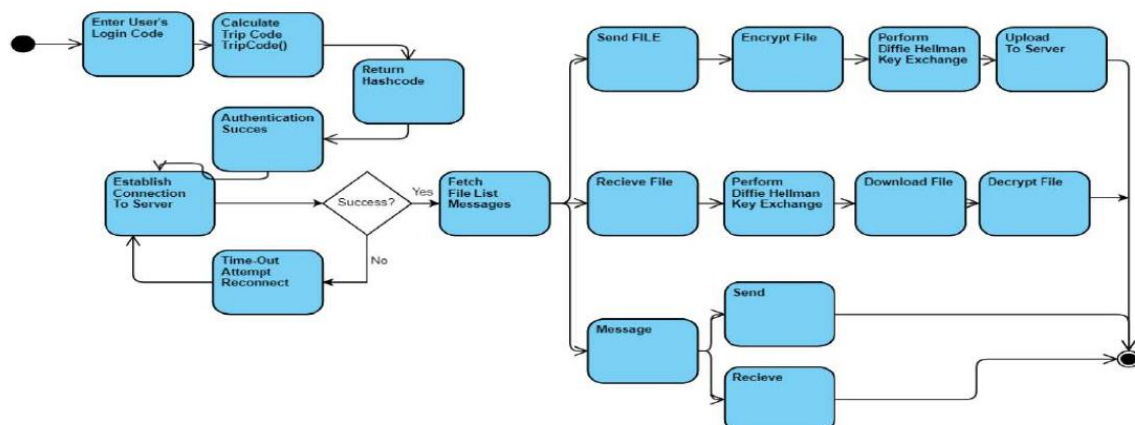 Enter User's
Login Code
Calculate
Trip Code
TripCode()
Return
Hashcode
Authentication
Succes
Establish
Connection
To Server
Success?
Yes
No
Time-Out
Attempt
Reconnect
Fetch
File List
Messages
Send FILE
Encrypt File
Perform
Diffie Hellman
Key Exchange
Upload
To Server
Recieve File
Perform
Diffie Hellman
Key Exchange
Download File
Decrypt File
Message
Send
Recieve